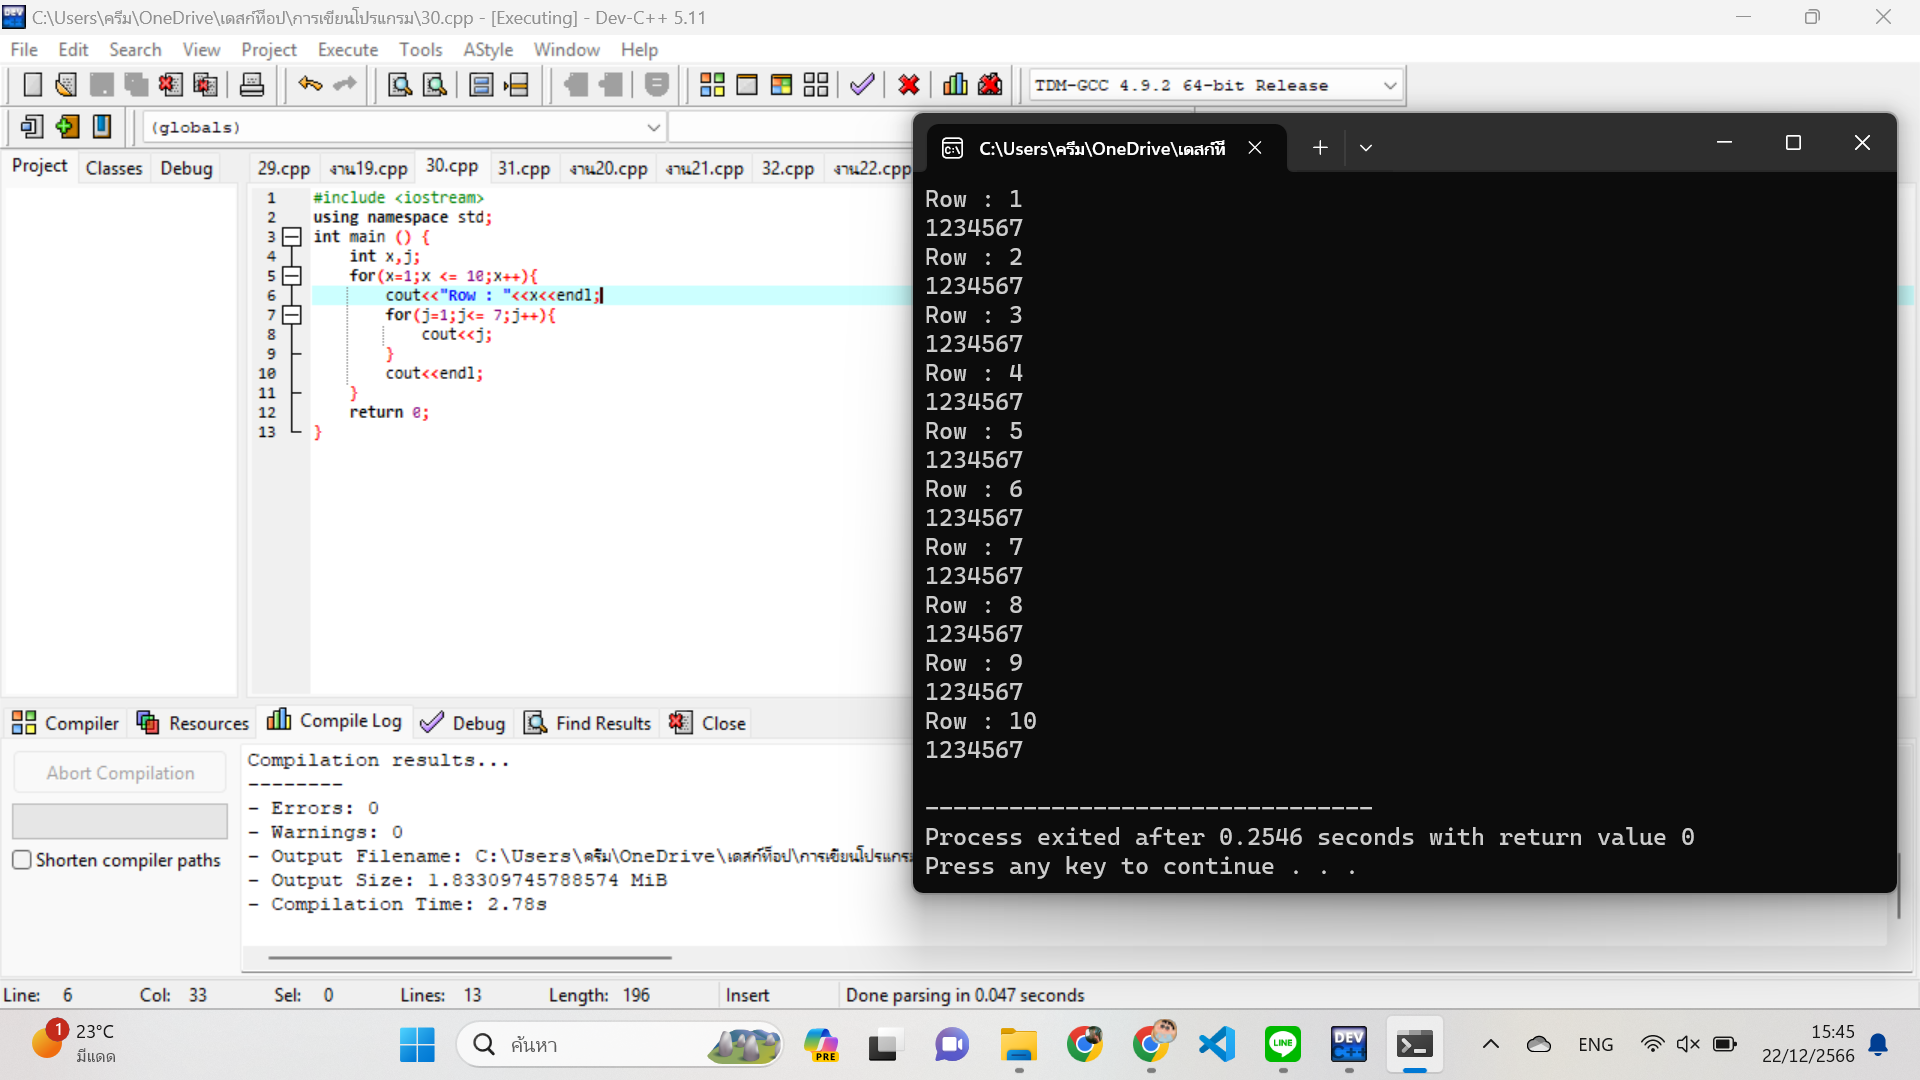 C:\Users\ครีม\OneDrive\เดสก์ท็อป\การเขียนโปรแกรม\30.cpp - [Executing] - Dev-C++ 5.11
File Edit Search View Project Execute Tools AStyle Window Help
TDM-GCC 4.9.2 64-bit Release
(globals)
Project Classes Debug
29.cpp งาน19.cpp 30.cpp 31.cpp งาน20.cpp งาน21.cpp 32.cpp งาน22.cpp
1 #include <iostream>
2 using namespace std;
3 int main () {
4 int x,j;
5 for(x=1;x <= 10;x++){
6 cout<<"Row : "<<x<<endl;
7 for(j=1;j<= 7;j++){
8 cout<<j;
9 }
10 cout<<endl;
11 }
12 return 0;
13 }
C:\Users\ครีม\OneDrive\เดสก์ท็
Row : 1
1234567
Row : 2
1234567
Row : 3
1234567
Row : 4
1234567
Row : 5
1234567
Row : 6
1234567
Row : 7
1234567
Row : 8
1234567
Row : 9
1234567
Row : 10
1234567
--------------------------------
Process exited after 0.2546 seconds with return value 0
Press any key to continue . . .
Compiler Resources Compile Log Debug Find Results Close
Abort Compilation
Shorten compiler paths
Compilation results...
--------
- Errors: 0
- Warnings: 0
- Output Filename: C:\Users\ครีม\OneDrive\เดสก์ท็อป\การเขียนโปรแกรม
- Output Size: 1.83309745788574 MiB
- Compilation Time: 2.78s
Line: 6 Col: 33 Sel: 0 Lines: 13 Length: 196 Insert Done parsing in 0.047 seconds
1 23°C
มีแดด
ค้นหา
PRE
LINE
DEV C++
ENG
15:45
22/12/2566